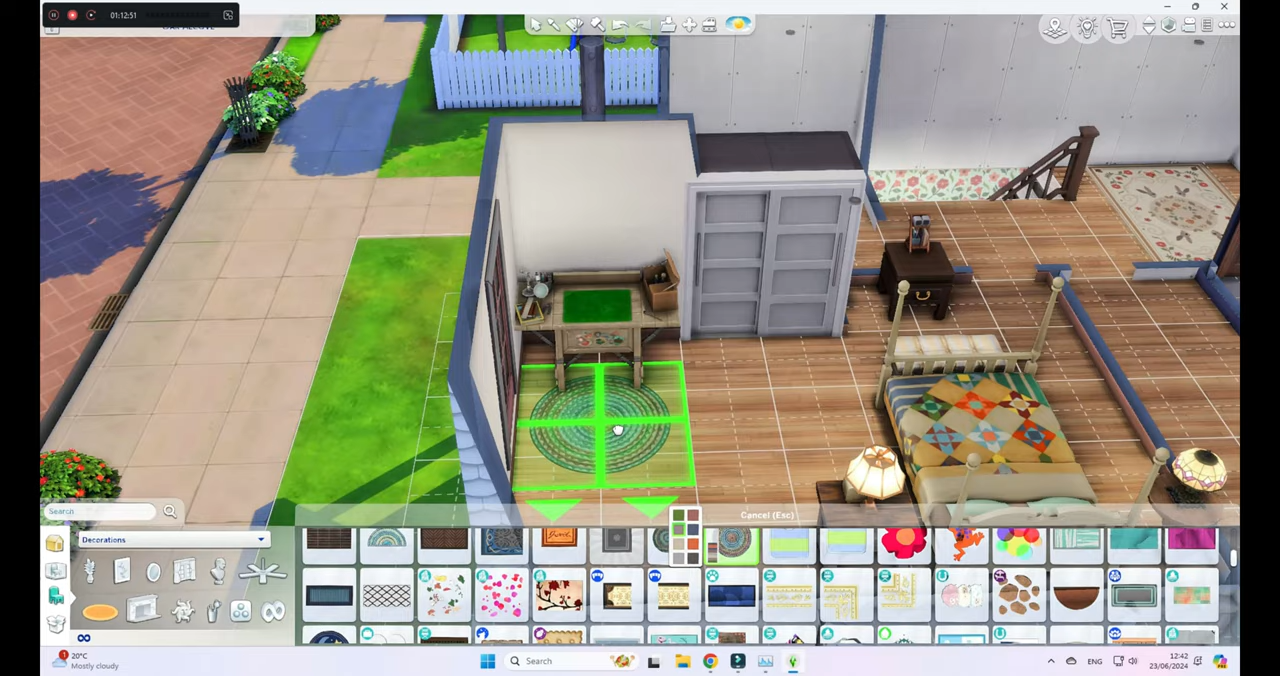 01:12:51
Cancel (Esc)
Search
Decorations
20°C
Mostly cloudy
Search
ENG
12:42
23/06/2024